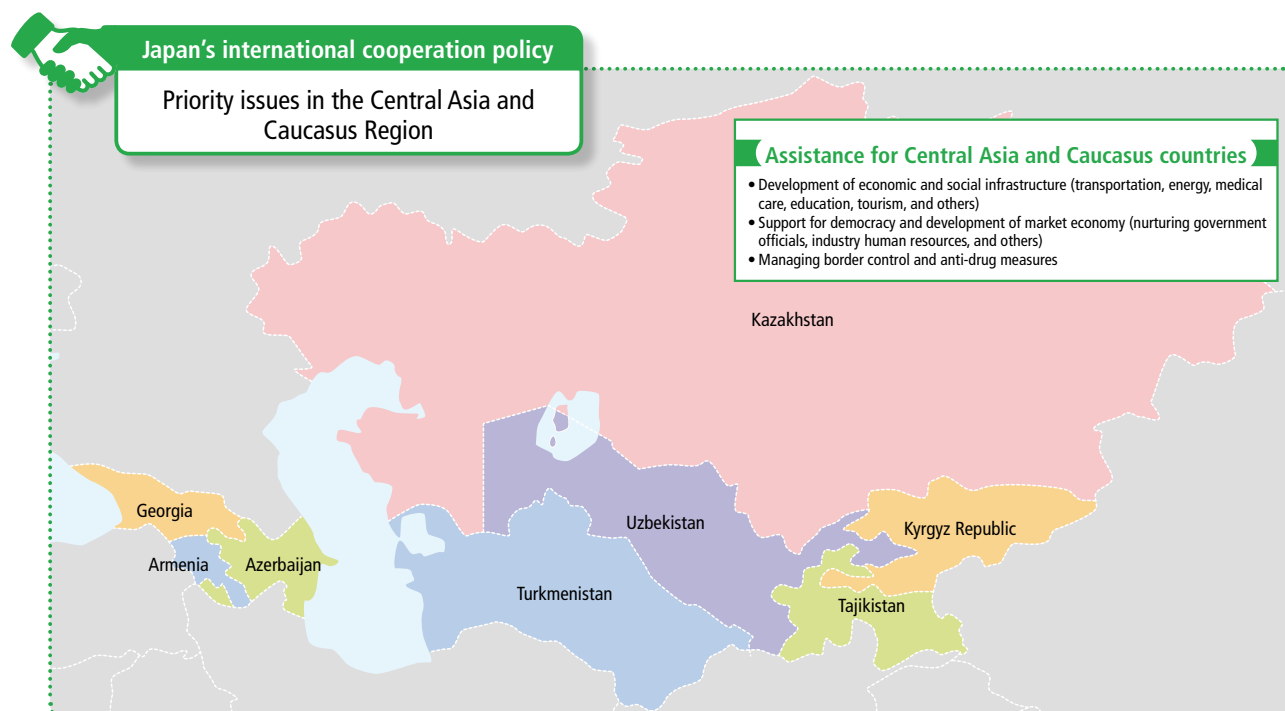 Japan's international cooperation policy
Priority issues in the Central Asia and
Caucasus Region
Assistance for Central Asia and Caucasus countries
• Development of economic and social infrastructure (transportation, energy, medical
care, education, tourism, and others)
• Support for democracy and development of market economy (nurturing government
officials, industry human resources, and others)
• Managing border control and anti-drug measures
Kazakhstan
Georgia
Uzbekistan
Kyrgyz Republic
Armenia
Azerbaijan
Turkmenistan
Tajikistan